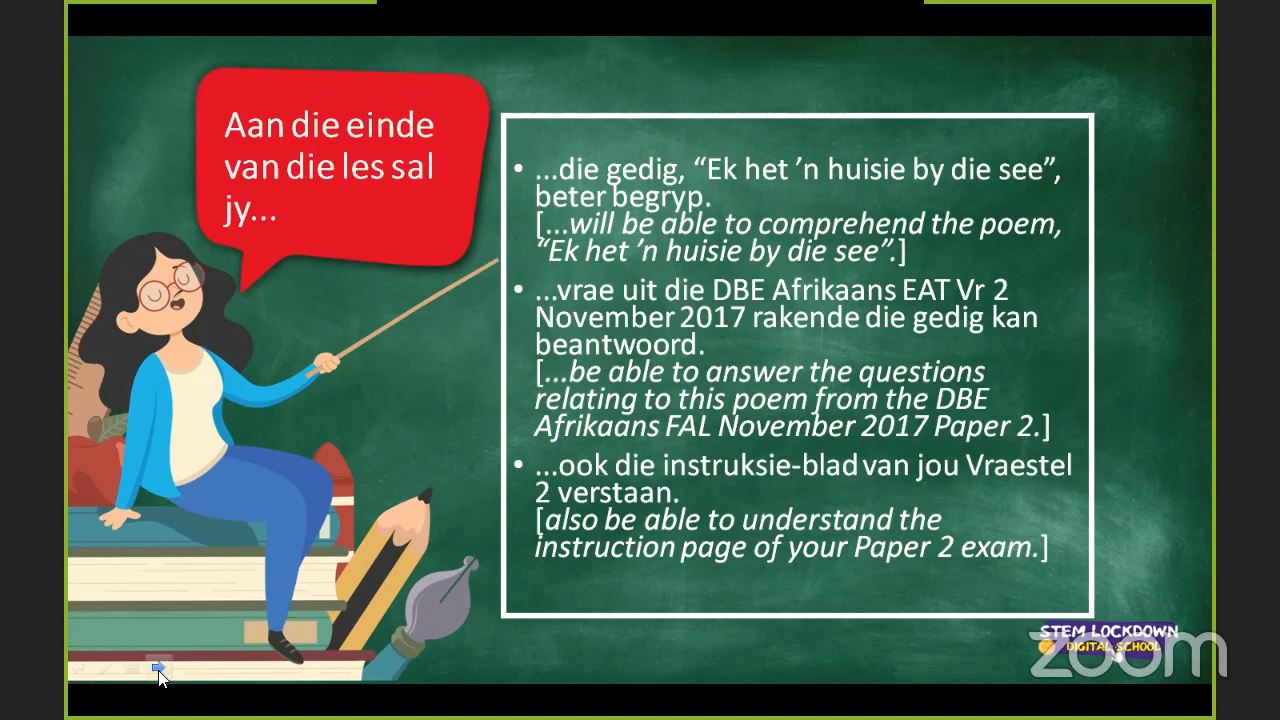 Aan die einde
van die les sal
jy...
• ...die gedig, “Ek het ’n huisie by die see”,
beter begryp.
[...will be able to comprehend the poem,
“Ek het ’n huisie by die see”.]
• ...vrae uit die DBE Afrikaans EAT Vr 2
November 2017 rakende die gedig kan
beantwoord.
[...be able to answer the questions
relating to this poem from the DBE
Afrikaans FAL November 2017 Paper 2.]
• ...ook die instruksie-blad van jou Vraestel
2 verstaan.
[also be able to understand the
instruction page of your Paper 2 exam.]
STEM LOCKDOWN
DIGITAL SCHOOL
zoom